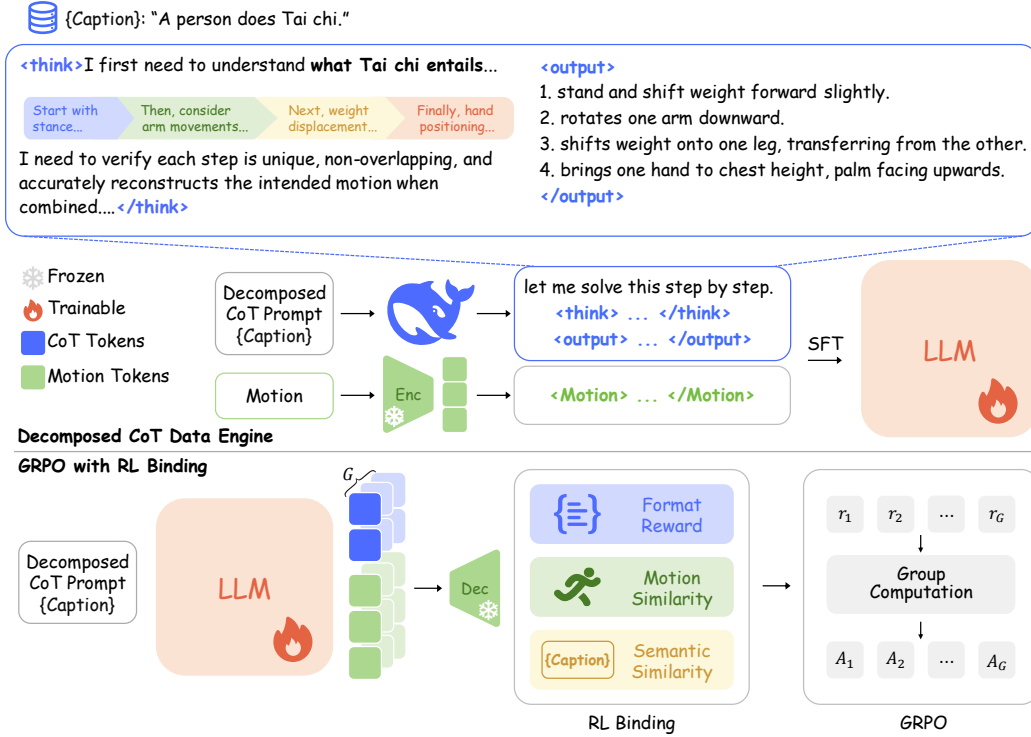 {Caption}: “A person does Tai chi.”
<think>I first need to understand what Tai chi entails...
Start with
stance...
Then, consider
arm movements...
Next, weight
displacement...
Finally, hand
positioning...
I need to verify each step is unique, non-overlapping, and
accurately reconstructs the intended motion when
combined....</think>
<output>
1. stand and shift weight forward slightly.
2. rotates one arm downward.
3. shifts weight onto one leg, transferring from the other.
4. brings one hand to chest height, palm facing upwards.
</output>
Frozen
Trainable
CoT Tokens
Motion Tokens
Decomposed
CoT Prompt
{Caption}
let me solve this step by step.
<think> ... </think>
<output> ... </output>
SFT
LLM
Motion
Enc
<Motion> ... </Motion>
Decomposed CoT Data Engine
GRPO with RL Binding
Decomposed
CoT Prompt
{Caption}
LLM
G
Dec
Format
Reward
Motion
Similarity
{Caption}
Semantic
Similarity
RL Binding
r1 r2 ... rG
Group
Computation
A1 A2 ... AG
GRPO